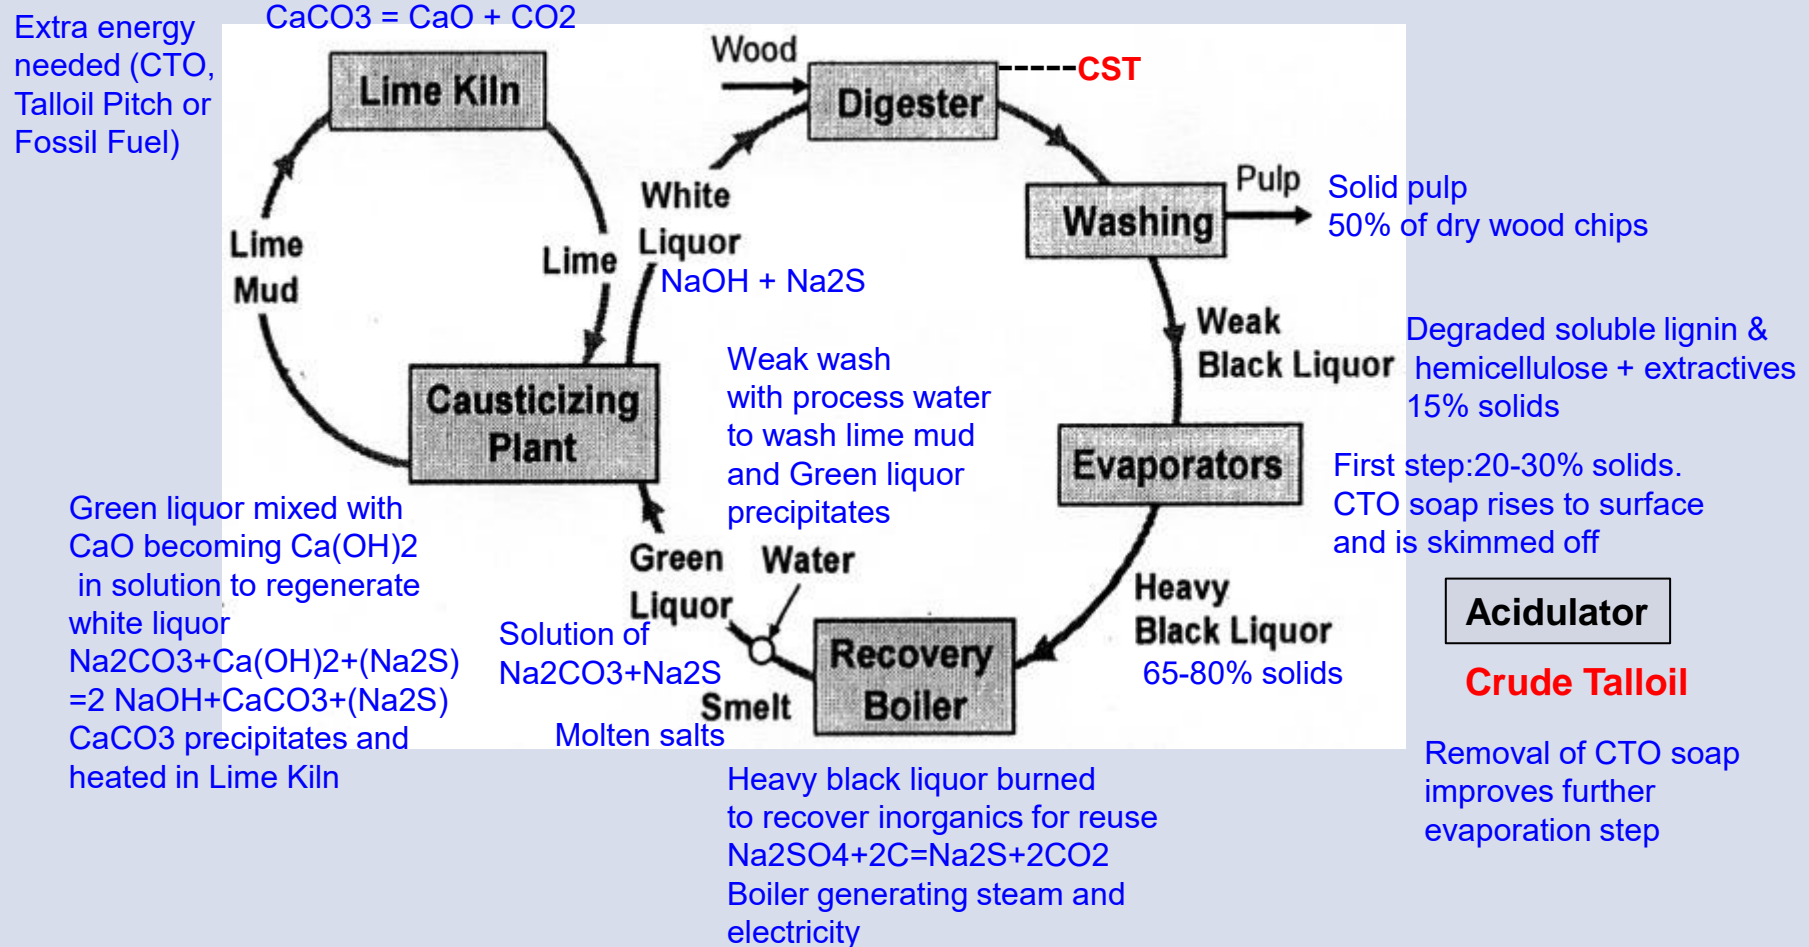 CaCO3 = CaO + CO2
Extra energy
needed (CTO,
Talloil Pitch or
Fossil Fuel)
Lime Kiln
Wood
Digester
CST
White
Liquor
NaOH + Na2S
Lime
Mud
Lime
Washing
Pulp
Solid pulp
50% of dry wood chips
Weak
Black Liquor
Degraded soluble lignin &
hemicellulose + extractives
15% solids
Causticizing
Plant
Weak wash
with process water
to wash lime mud
and Green liquor
precipitates
Evaporators
First step:20-30% solids.
CTO soap rises to surface
and is skimmed off
Green liquor mixed with
CaO becoming Ca(OH)2
in solution to regenerate
white liquor
Na2CO3+Ca(OH)2+(Na2S)
=2 NaOH+CaCO3+(Na2S)
CaCO3 precipitates and
heated in Lime Kiln
Green
Liquor
Water
Solution of
Na2CO3+Na2S
Smelt
Molten salts
Recovery
Boiler
Heavy
Black Liquor
65-80% solids
Acidulator
Crude Talloil
Removal of CTO soap
improves further
evaporation step
Heavy black liquor burned
to recover inorganics for reuse
Na2SO4+2C=Na2S+2CO2
Boiler generating steam and
electricity